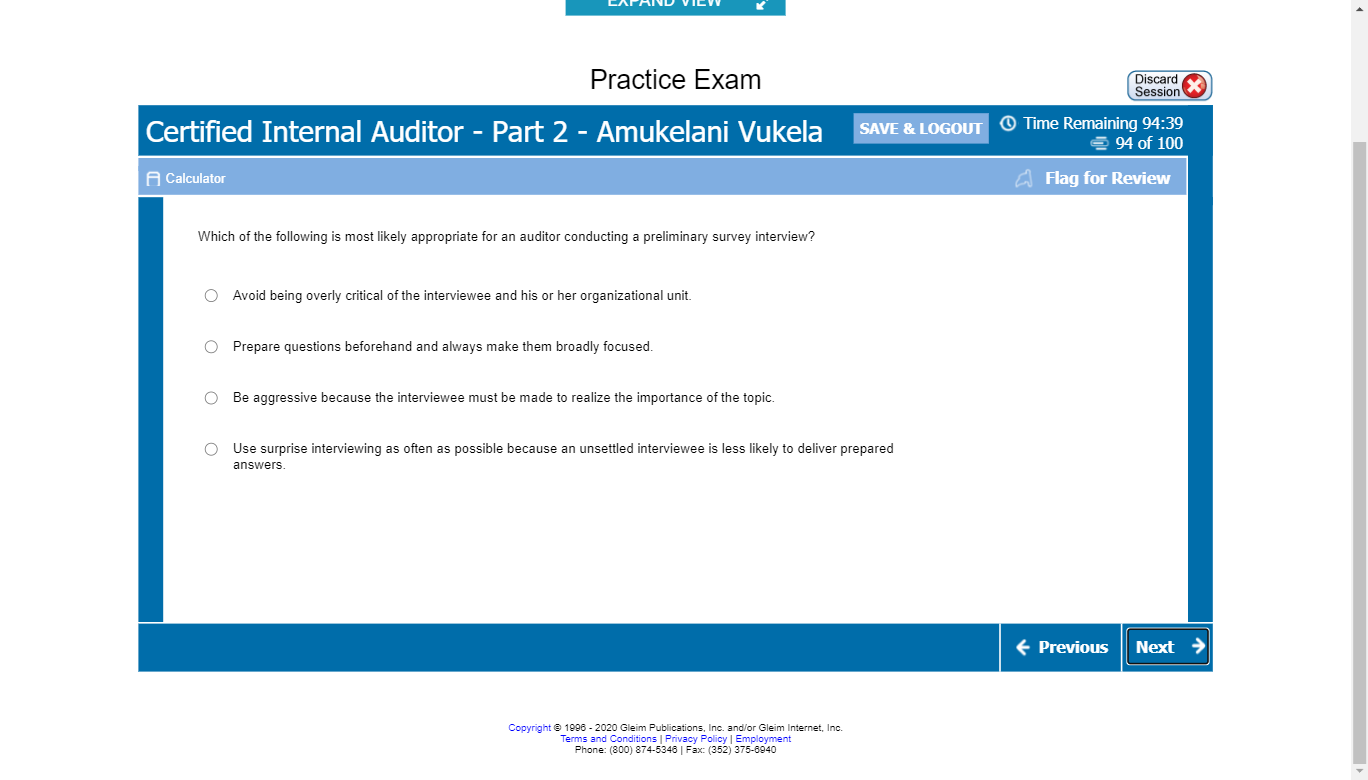 EXPAND VIEW
Practice Exam
Discard
Session
Certified Internal Auditor - Part 2 - Amukelani Vukela
SAVE & LOGOUT
Time Remaining 94:39
94 of 100
Calculator
Flag for Review
Which of the following is most likely appropriate for an auditor conducting a preliminary survey interview?
Avoid being overly critical of the interviewee and his or her organizational unit.
Prepare questions beforehand and always make them broadly focused.
Be aggressive because the interviewee must be made to realize the importance of the topic.
Use surprise interviewing as often as possible because an unsettled interviewee is less likely to deliver prepared
answers.
Previous
Next
Copyright © 1996 - 2020 Gleim Publications, Inc. and/or Gleim Internet, Inc.
Terms and Conditions | Privacy Policy | Employment
Phone: (800) 874-5346 | Fax: (352) 375-6940